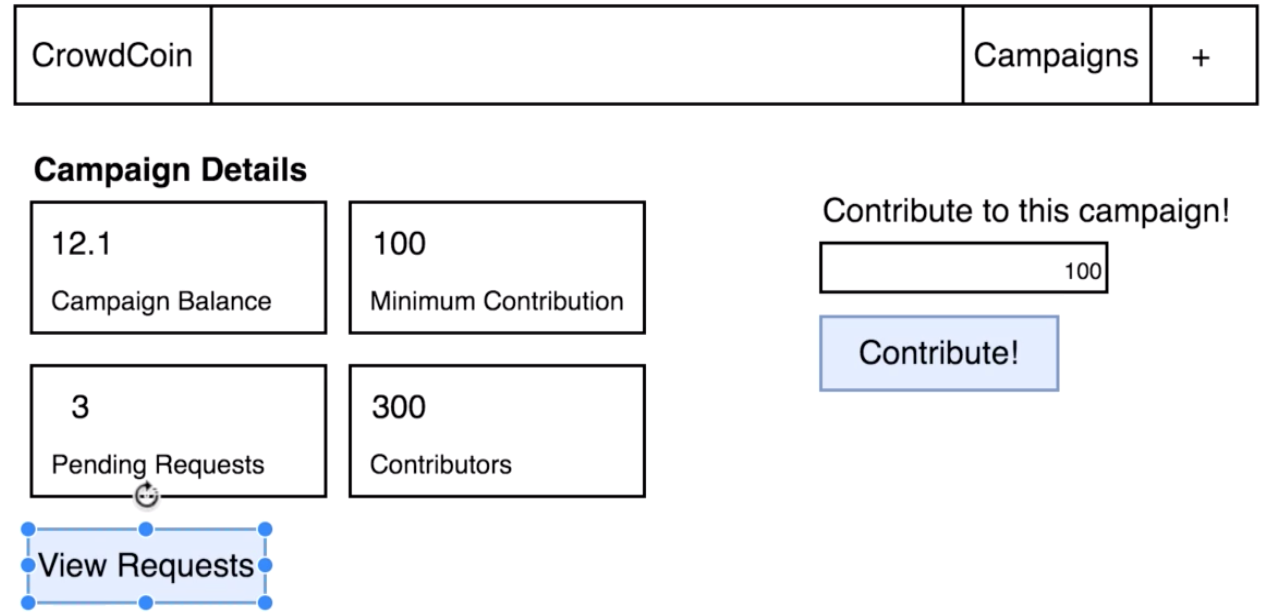 CrowdCoin Campaigns +
Campaign Details
12.1
Campaign Balance
100
Minimum Contribution
3
Pending Requests
300
Contributors
View Requests
Contribute to this campaign!
100
Contribute!